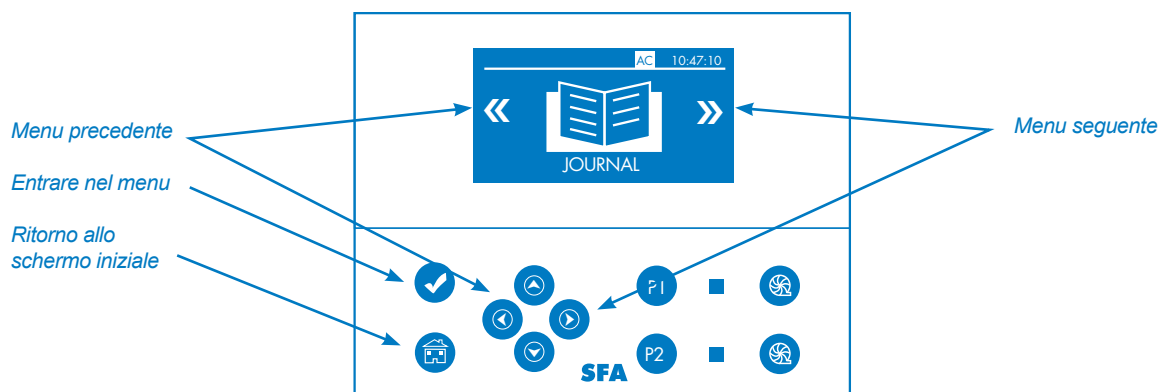 AC 10:47:10
JOURNAL
Menu precedente
Entrare nel menu
Ritorno allo
schermo iniziale
Menu seguente
P1
P2
SFA